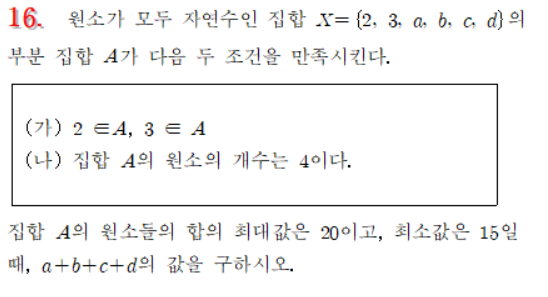 16. 원소가 모두 자연수인 집합 X={2, 3, a, b, c, d}의
부분 집합 A가 다음 두 조건을 만족시킨다.
(가) 2 ∈A, 3 ∈ A
(나) 집합 A의 원소의 개수는 4이다.
집합 A의 원소들의 합의 최대값은 20이고, 최소값은 15일
때, a+b+c+d의 값을 구하시오.